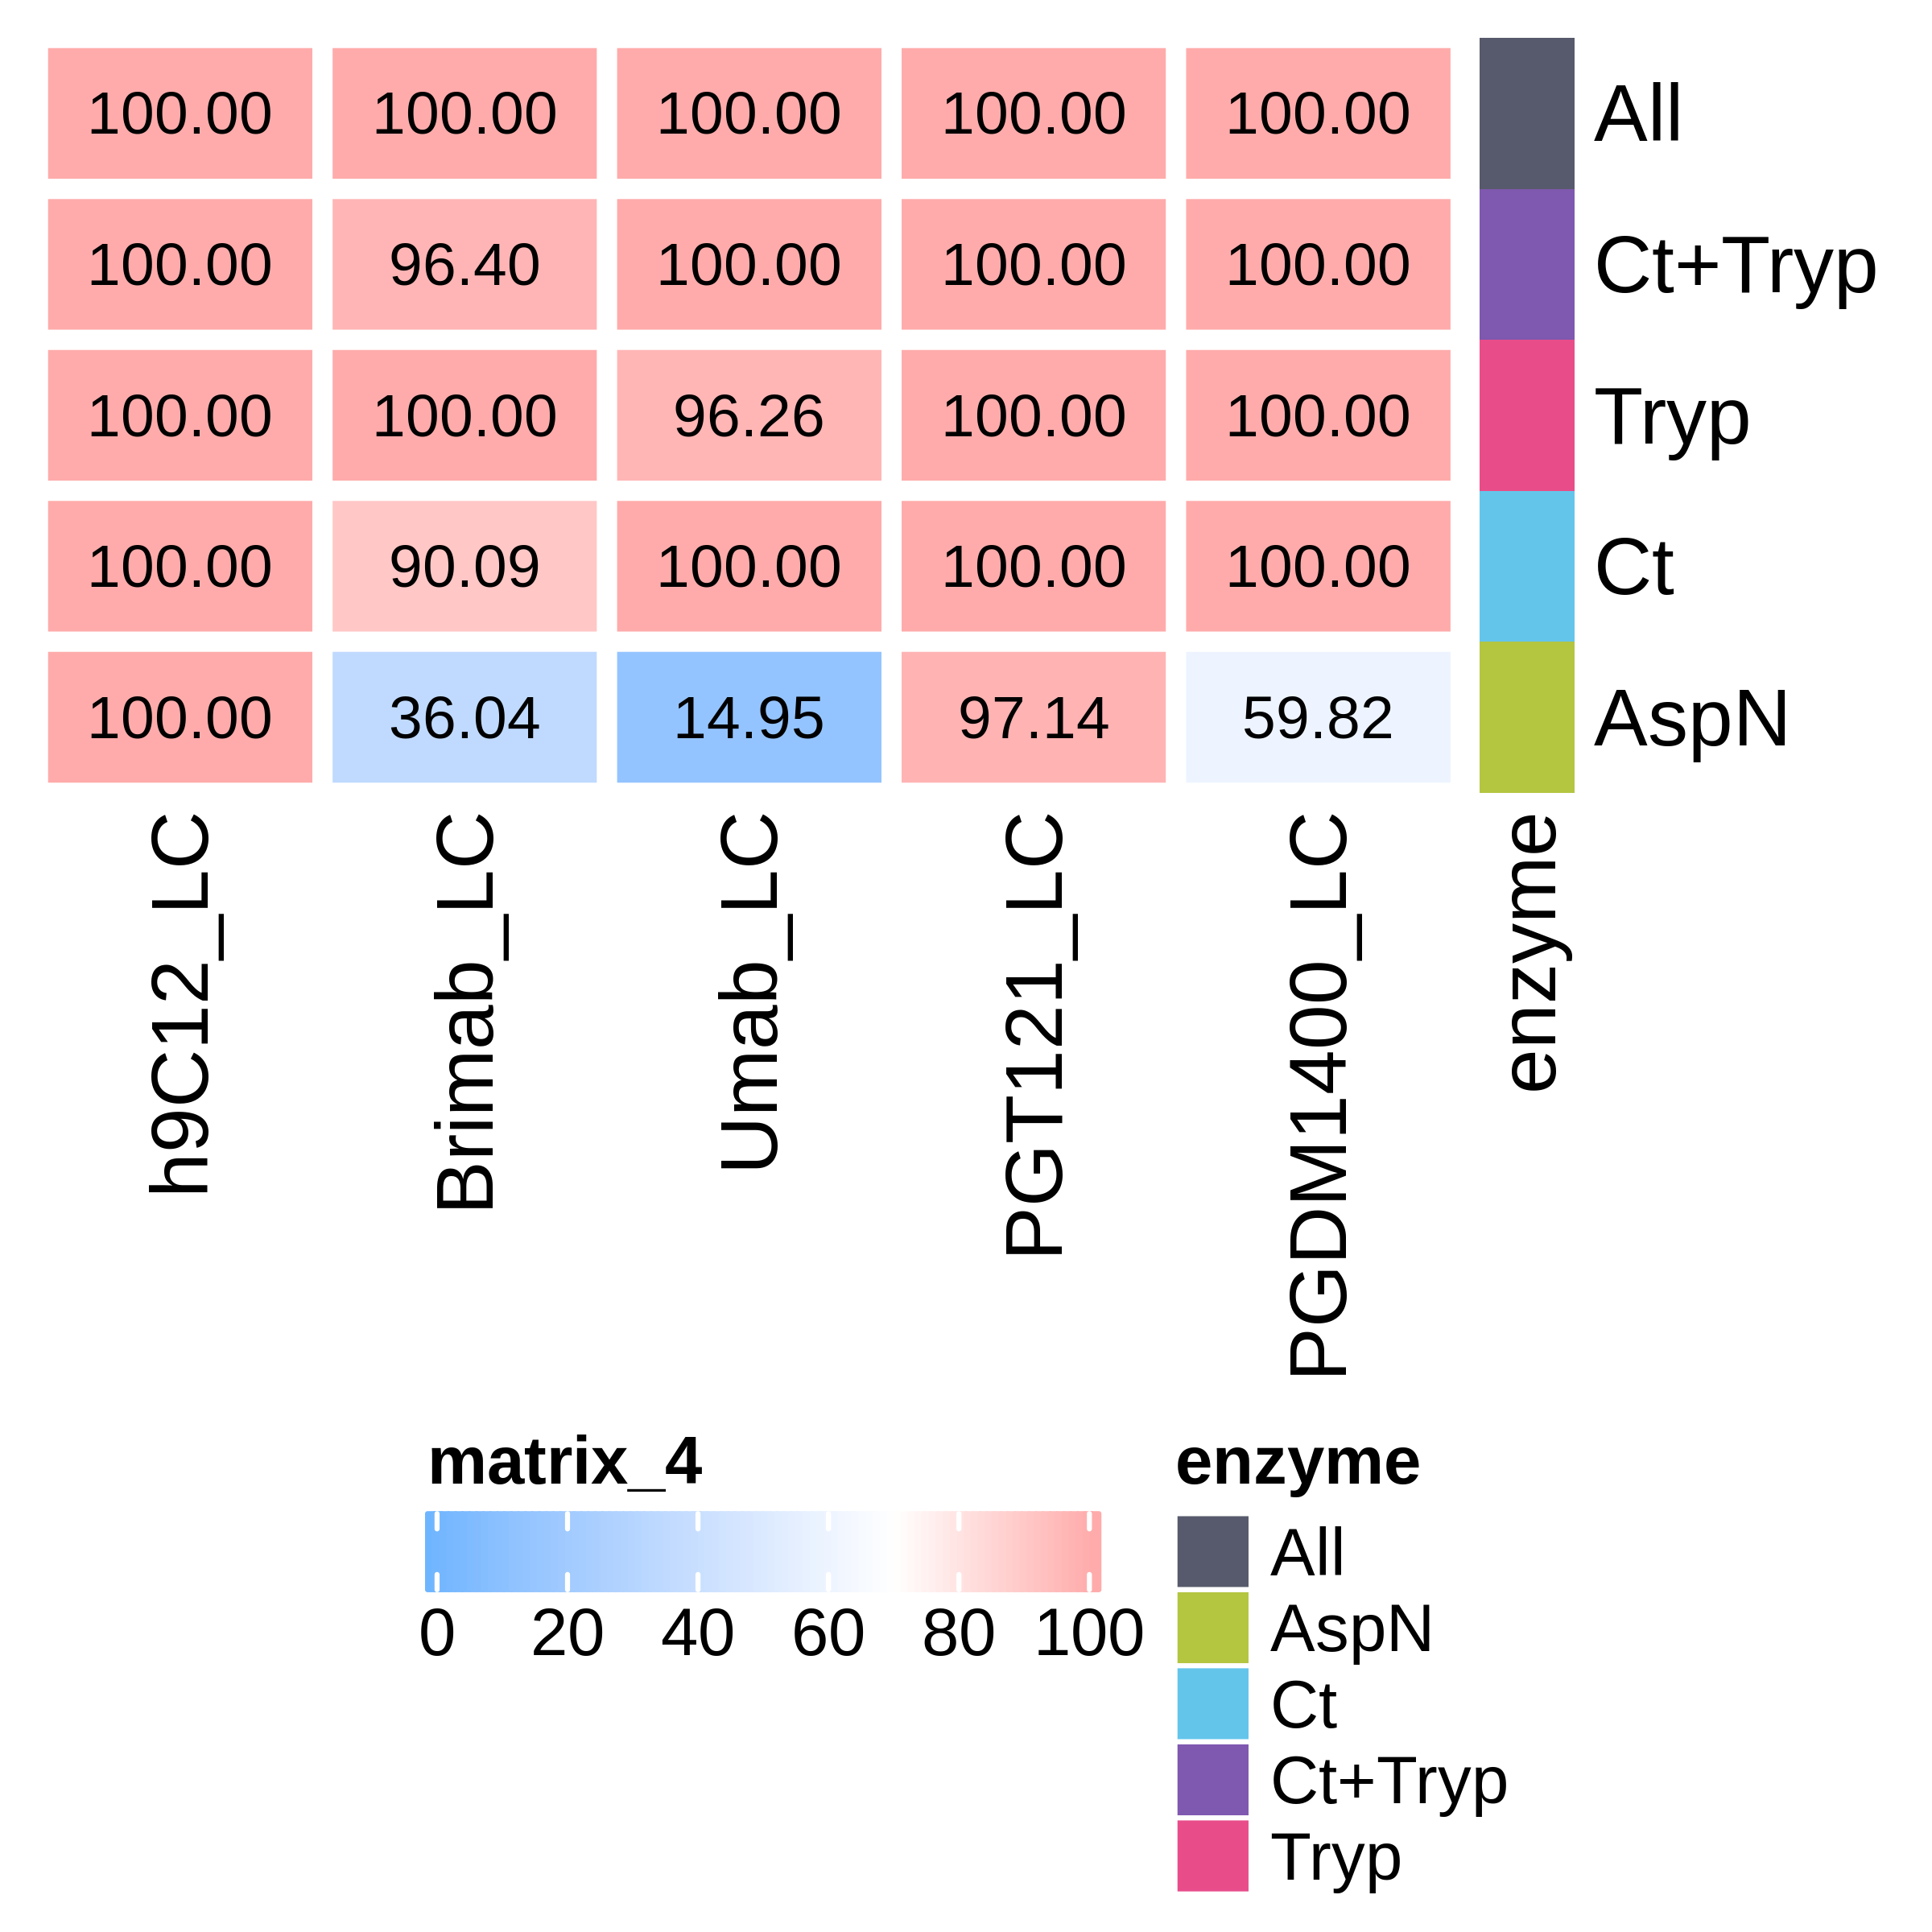 100.00 100.00 100.00 100.00 100.00 All
100.00 96.40 100.00 100.00 100.00 Ct+Tryp
100.00 100.00 96.26 100.00 100.00 Tryp
100.00 90.09 100.00 100.00 100.00 Ct
100.00 36.04 14.95 97.14 59.82 AspN
h9C12_LC
Brimab_LC
Umab_LC
PGT121_LC
PGDM1400_LC
enzyme
matrix_4
0 20 40 60 80 100
enzyme
All
AspN
Ct
Ct+Tryp
Tryp